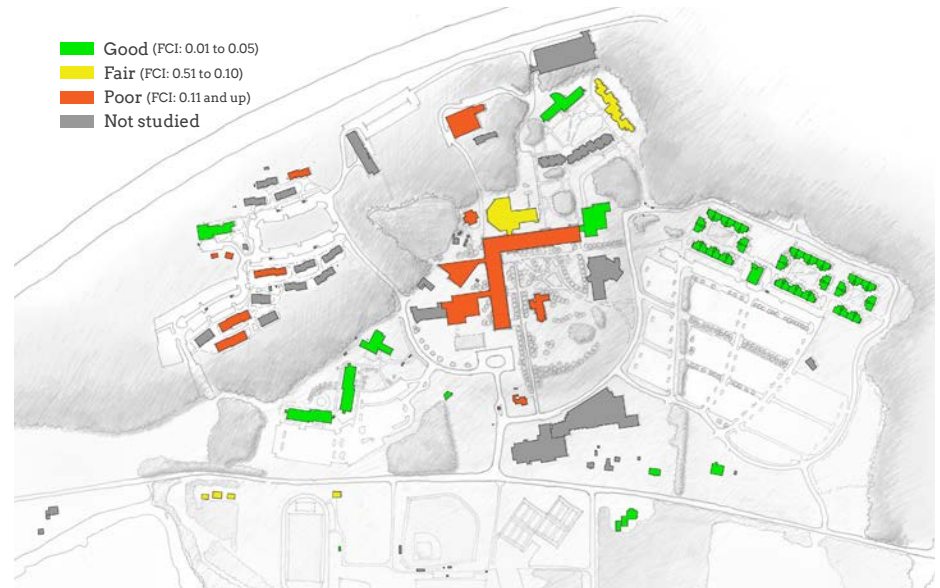 Good (FCI: 0.01 to 0.05)
Fair (FCI: 0.51 to 0.10)
Poor (FCI: 0.11 and up)
Not studied